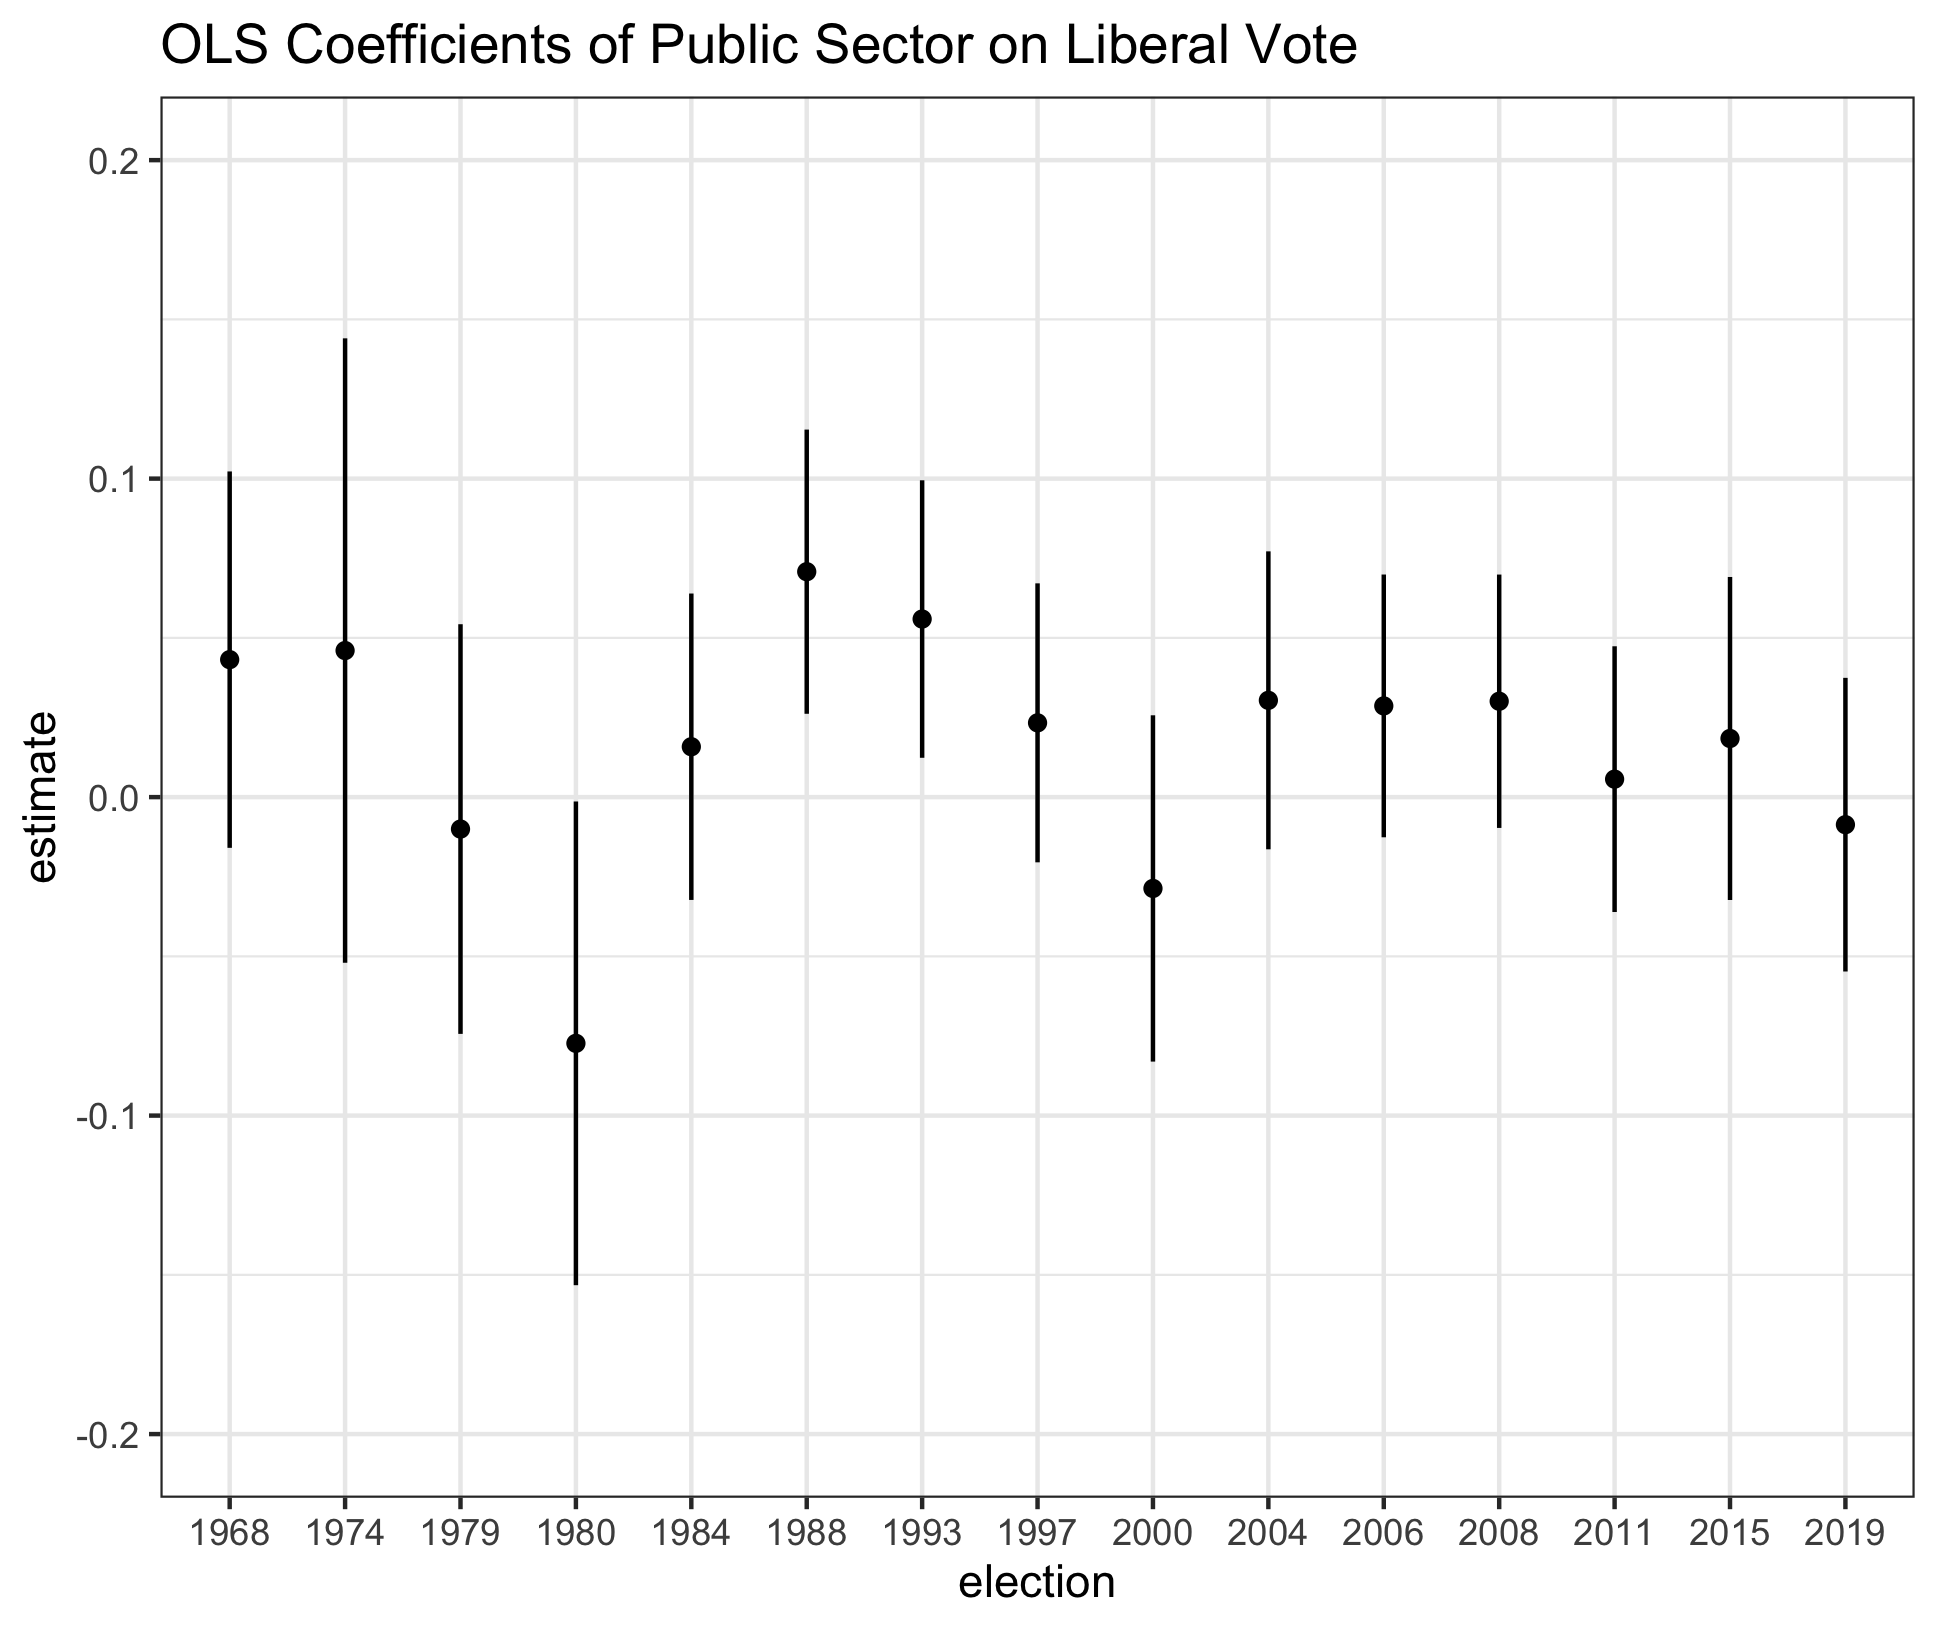 OLS Coefficients of Public Sector on Liberal Vote
0.2
0.1
0.0
-0.1
-0.2
estimate
1968 1974 1979 1980 1984 1988 1993 1997 2000 2004 2006 2008 2011 2015 2019
election